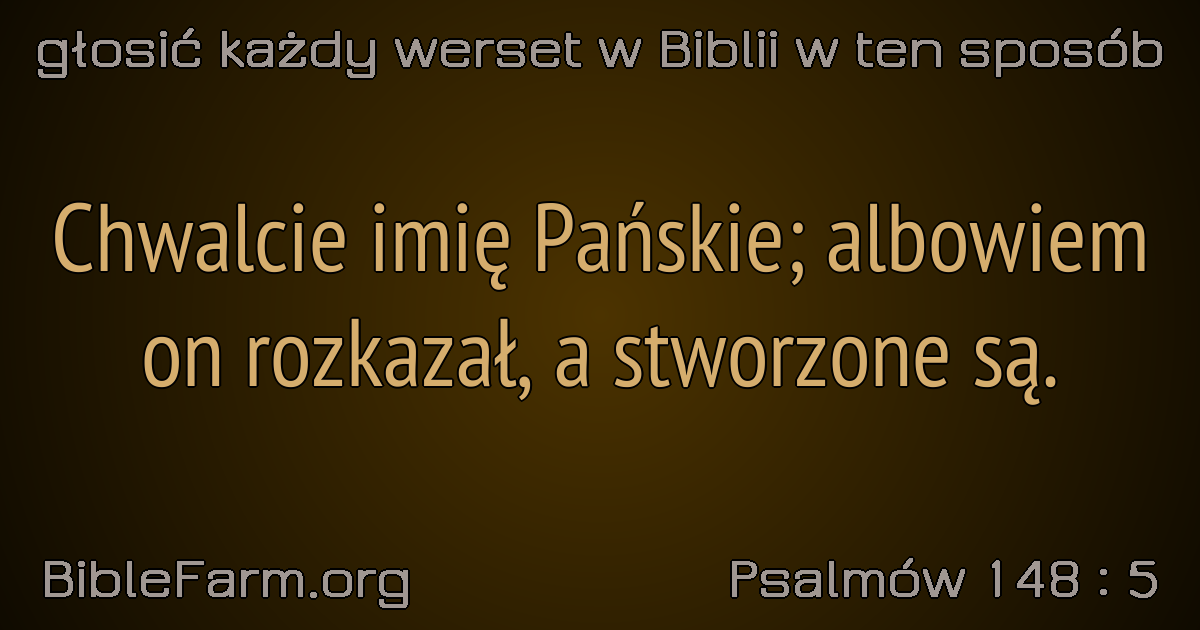 głosić każdy werset w Biblii w ten sposób
Chwalcie imię Pańskie; albowiem
on rozkazał, a stworzone są.
BibleFarm.org
Psalmów 148 : 5